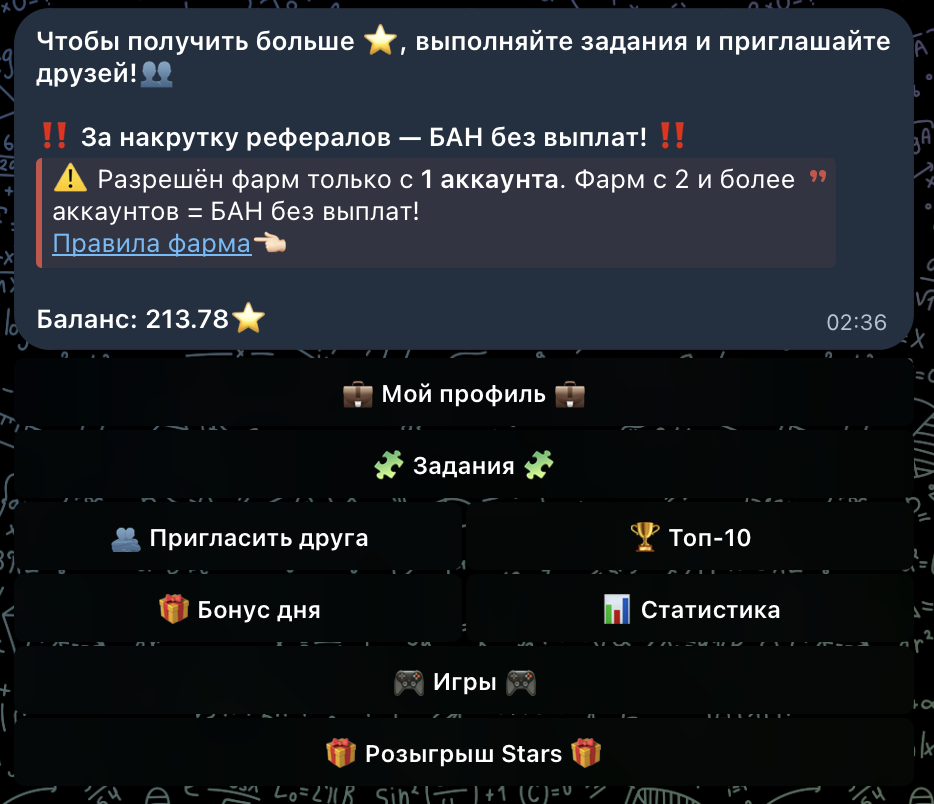 Чтобы получить больше ⭐, выполняйте задания и приглашайте
друзей!👥
‼️ За накрутку рефералов — БАН без выплат! ‼️
⚠️ Разрешён фарм только с 1 аккаунта. Фарм с 2 и более
аккаунтов = БАН без выплат!
Правила фарма👈🏻
Баланс: 213.78⭐
02:36
💼 Мой профиль 💼
🧩 Задания 🧩
👥 Пригласить друга
🏆 Топ-10
🎁 Бонус дня
📊 Статистика
🎮 Игры 🎮
🎁 Розыгрыш Stars 🎁